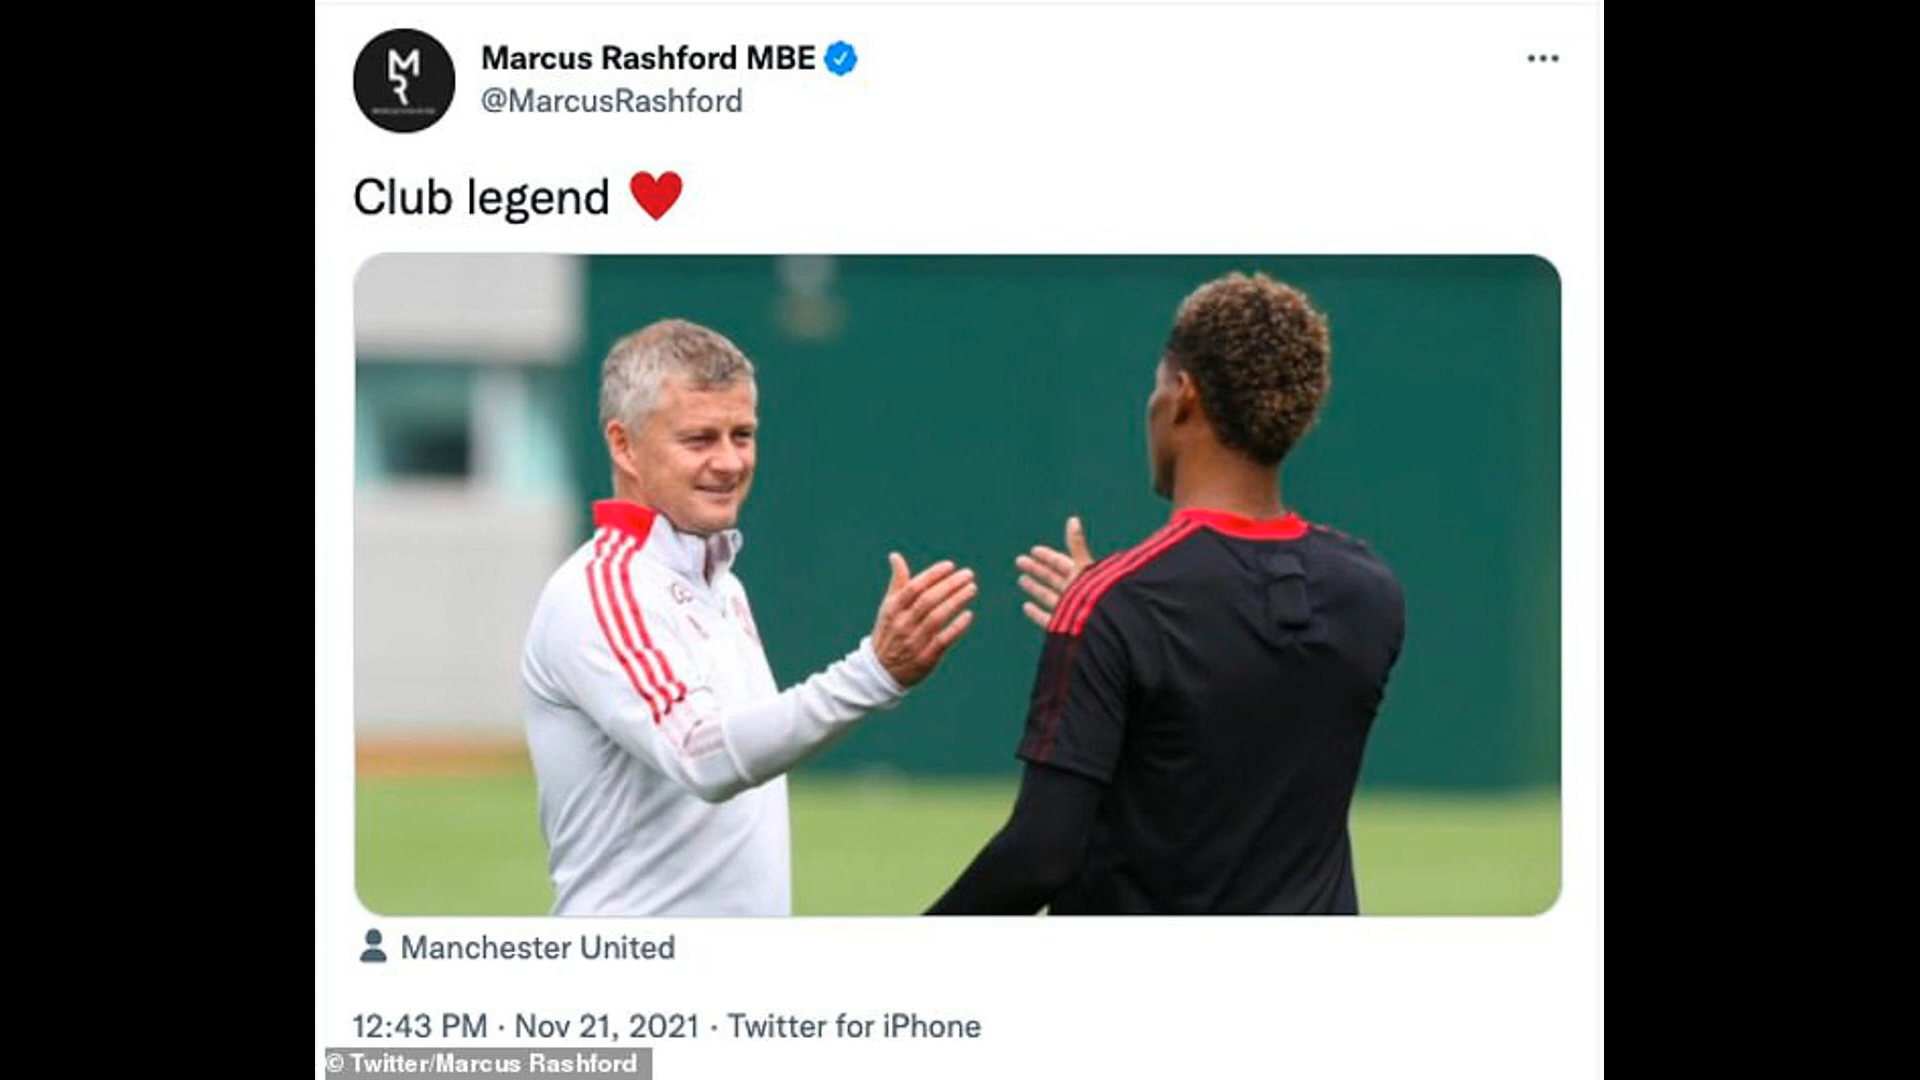 Marcus Rashford MBE
@MarcusRashford
Club legend ❤️
Manchester United
12:43 PM · Nov 21, 2021 · Twitter for iPhone
© Twitter/Marcus Rashford